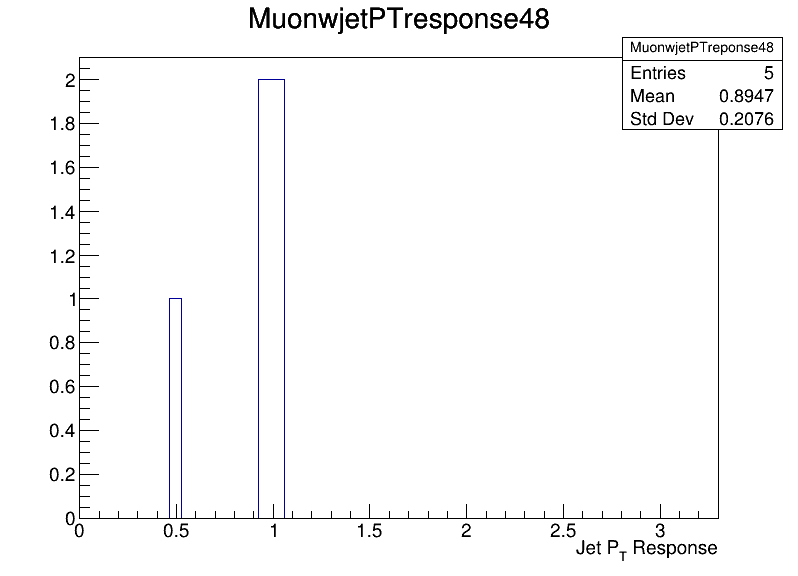 MuonwjetPTresponse48
MuonwjetPTreponse48
Entries 5
Mean 0.8947
Std Dev 0.2076
2
1.8
1.6
1.4
1.2
1
0.8
0.6
0.4
0.2
0
0 0.5 1 1.5 2 2.5 3
Jet PT Response